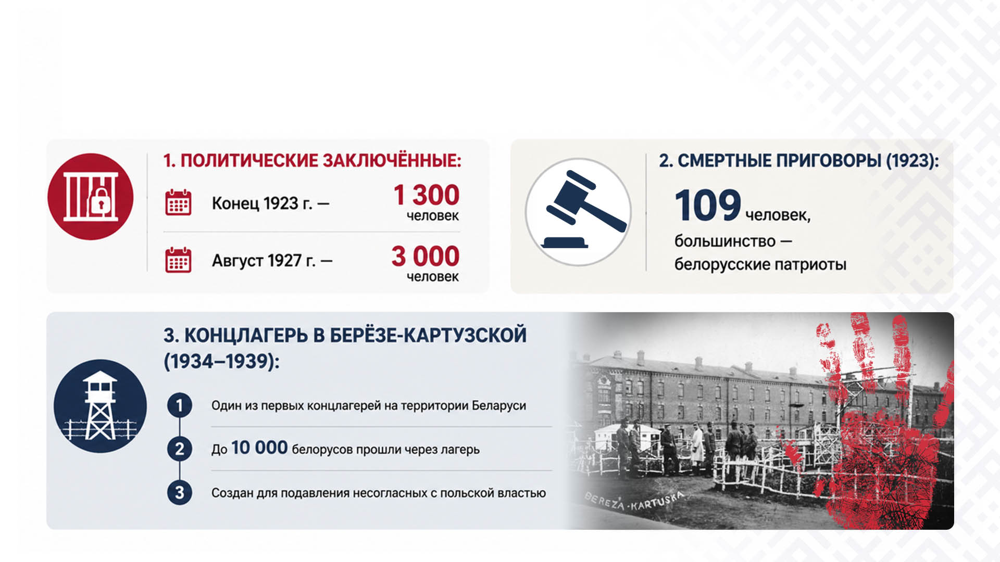 1. ПОЛИТИЧЕСКИЕ ЗАКЛЮЧЁННЫЕ:
Конец 1923 г. — 1 300
человек
Август 1927 г. — 3 000
человек
2. СМЕРТНЫЕ ПРИГОВОРЫ (1923):
109 человек,
большинство —
белорусские патриоты
3. КОНЦЛАГЕРЬ В БЕРЁЗЕ-КАРТУЗСКОЙ
(1934–1939):
1 Один из первых концлагерей на территории Беларуси
2 До 10 000 белорусов прошли через лагерь
3 Создан для подавления несогласных с польской властью
BEREZA-KARTUSKA